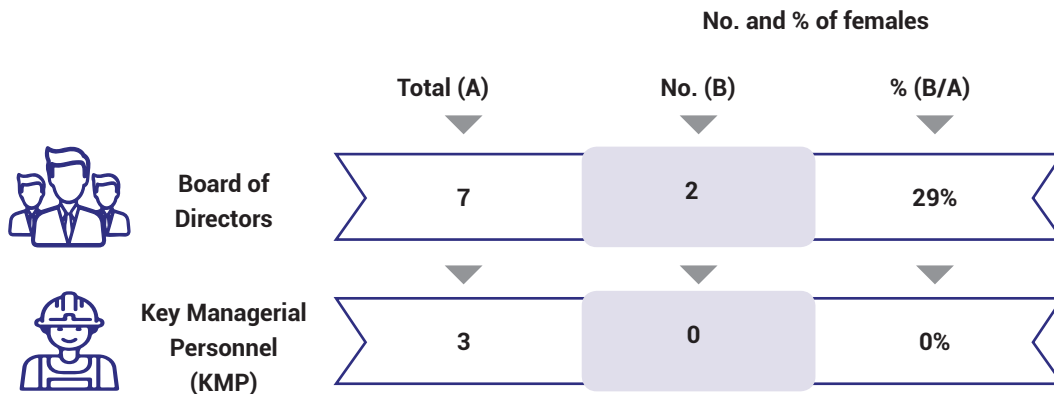 No. and % of females
Total (A) No. (B) % (B/A)
Board of
Directors
7 2 29%
Key Managerial
Personnel
(KMP)
3 0 0%